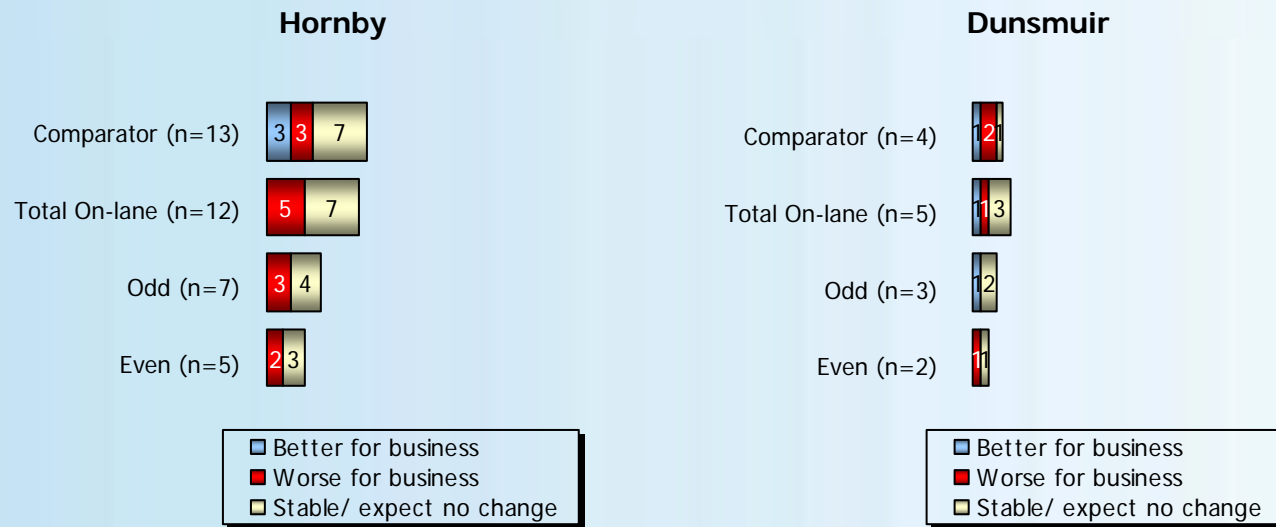 Hornby
Comparator (n=13) 3 3 7
Total On-lane (n=12) 5 7
Odd (n=7) 3 4
Even (n=5) 2 3
Better for business
Worse for business
Stable/ expect no change
Dunsmuir
Comparator (n=4) 1 2 1
Total On-lane (n=5) 1 1 3
Odd (n=3) 1 2
Even (n=2) 1 1
Better for business
Worse for business
Stable/ expect no change